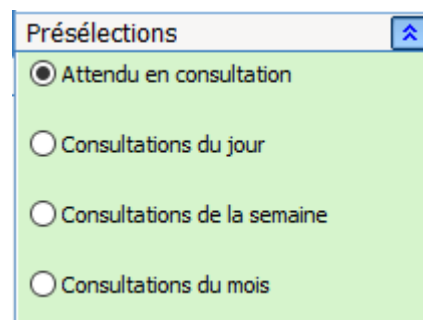 Présélections
Attendu en consultation
Consultations du jour
Consultations de la semaine
Consultations du mois